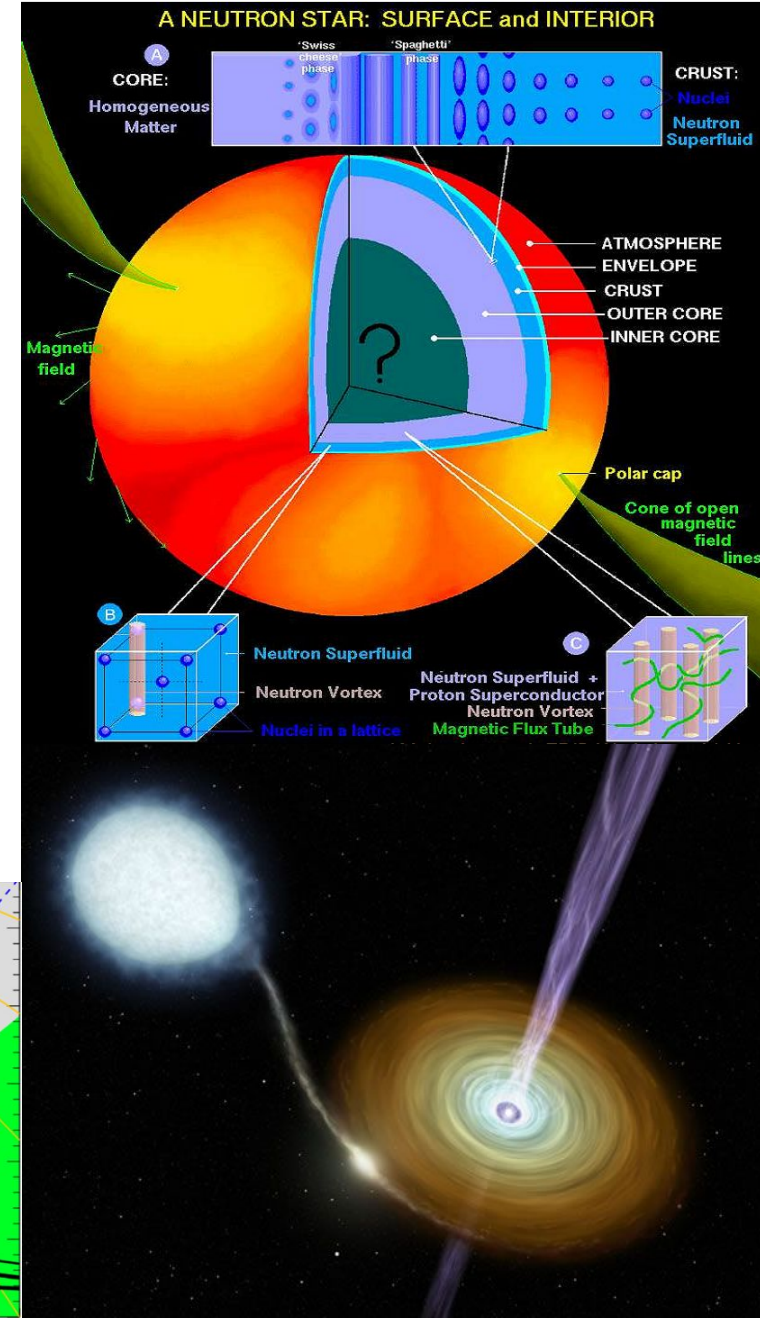 A NEUTRON STAR: SURFACE and INTERIOR
A
'Swiss
cheese'
phase
'Spaghetti'
phase
CORE:
Homogeneous
Matter
CRUST:
Nuclei
Neutron
Superfluid
ATMOSPHERE
ENVELOPE
CRUST
OUTER CORE
INNER CORE
?
Magnetic
field
Polar cap
Cone of open
magnetic
field
lines
B
Neutron Superfluid
Neutron Vortex
Nuclei in a lattice
C
Neutron Superfluid +
Proton Superconductor
Neutron Vortex
Magnetic Flux Tube